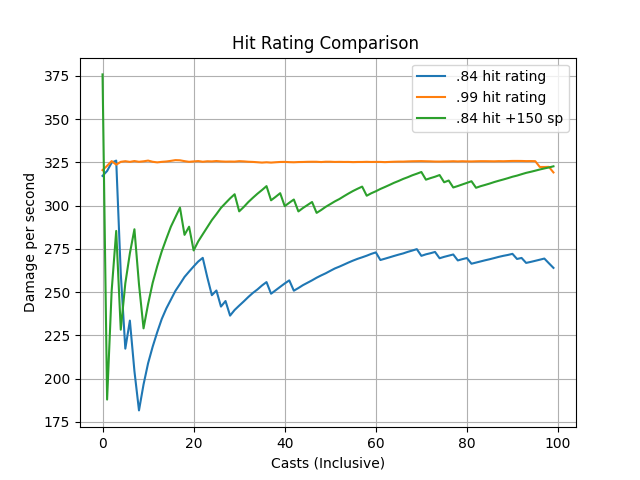 Hit Rating Comparison
.84 hit rating
.99 hit rating
.84 hit +150 sp
Damage per second
375
350
325
300
275
250
225
200
175
0 20 40 60 80 100
Casts (Inclusive)